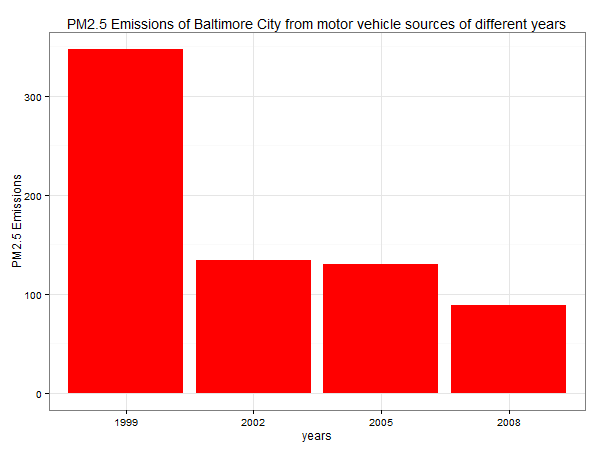 PM2.5 Emissions of Baltimore City from motor vehicle sources of different years
PM2.5 Emissions
300
200
100
0
1999 2002 2005 2008
years